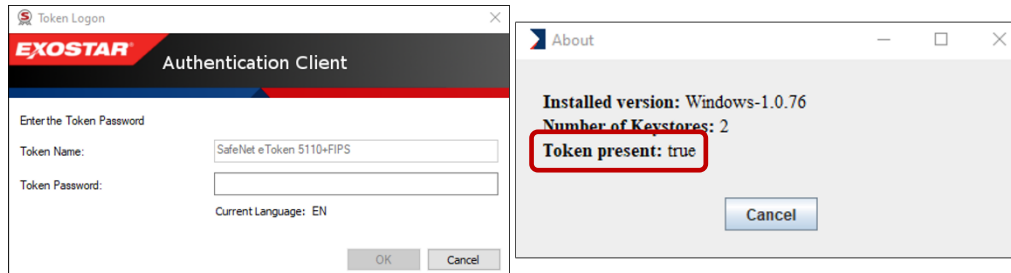 Token Logon
EXOSTAR
Authentication Client
Enter the Token Password
Token Name:
SafeNet eToken 5110+FIPS
Token Password:
Current Language: EN
OK
Cancel
About
Installed version: Windows-1.0.76
Number of Keystores: 2
Token present: true
Cancel